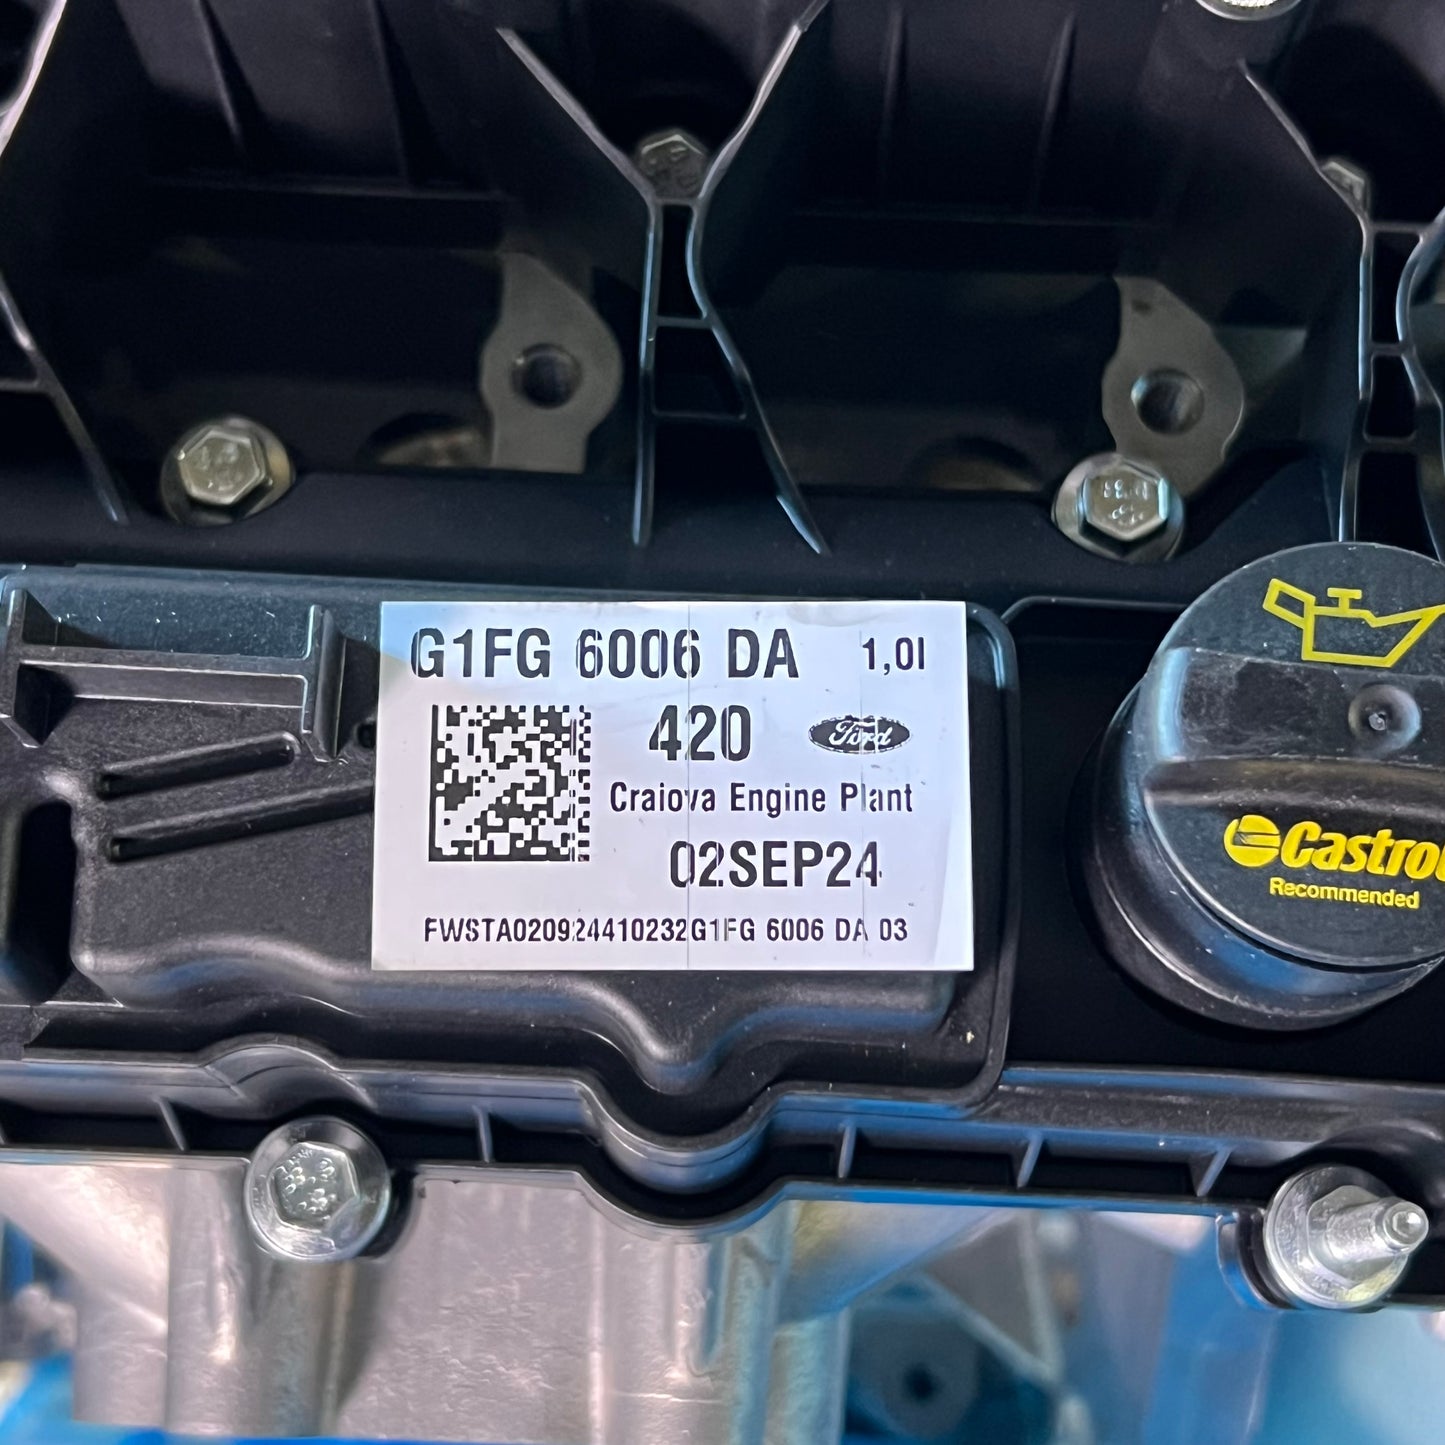 G1FG 6006 DA 1,0l
420 Ford
Craiova Engine Plant
02SEP24
FWSTA020924410232G1FG 6006 DA 03
Castrol
Recommended